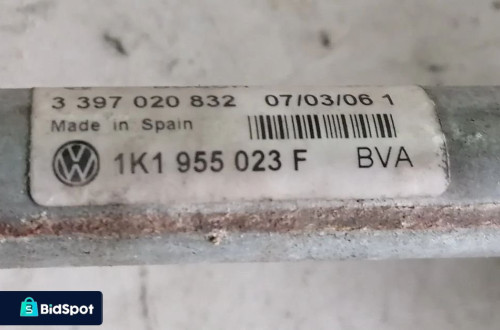 3 397 020 832 07/03/06 1
Made in Spain
1K1 955 023 F BVA
BidSpot